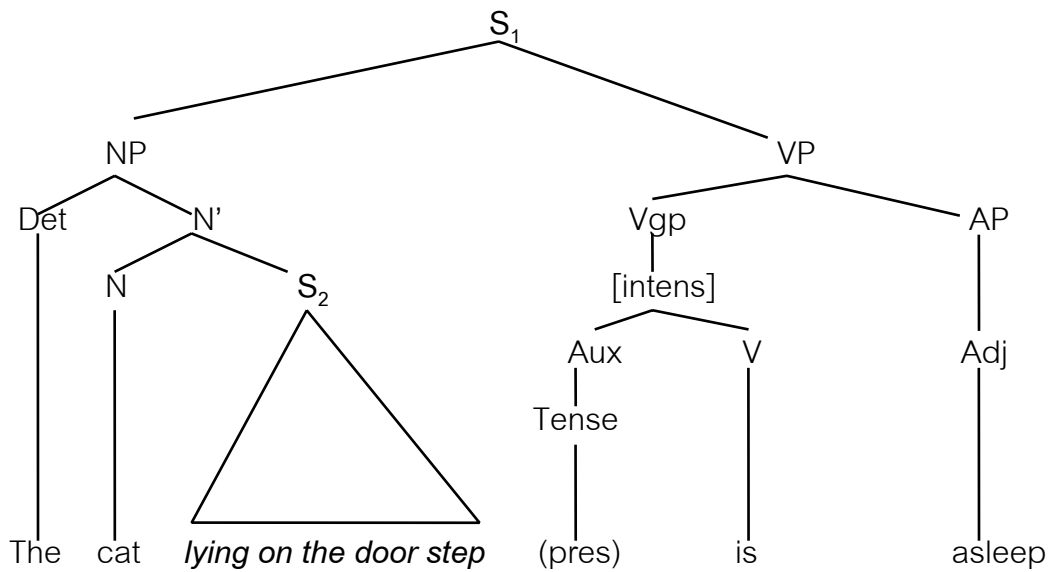 S₁
NP VP
Det N’ Vgp AP
N S₂ [intens]
Aux V Adj
Tense
The cat lying on the door step (pres) is asleep